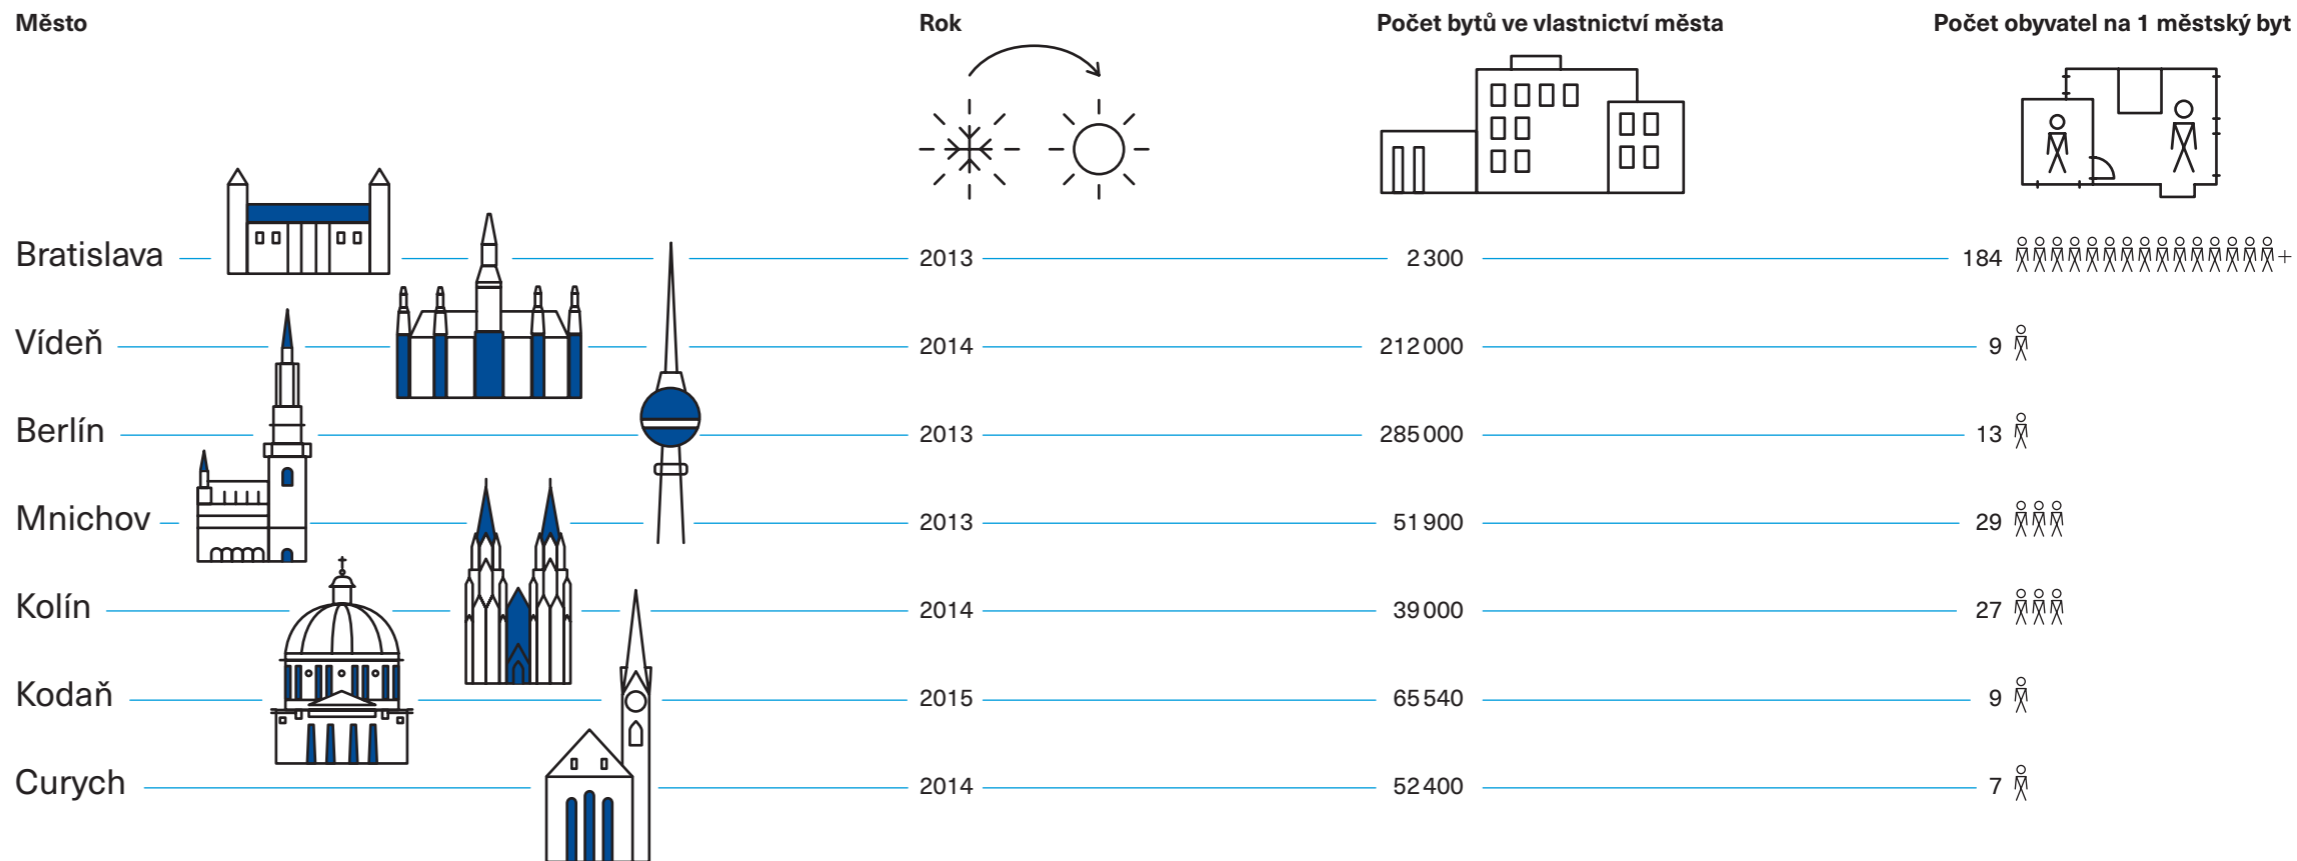 Město Rok Počet bytů ve vlastnictví města Počet obyvatel na 1 městský byt
Bratislava 2013 2 300 184 +
Vídeň 2014 212 000 9
Berlín 2013 285 000 13
Mnichov 2013 51 900 29
Kolín 2014 39 000 27
Kodaň 2015 65 540 9
Curych 2014 52 400 7